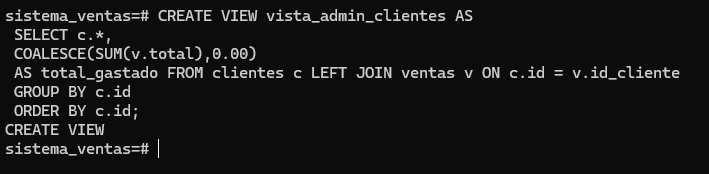 sistema_ventas=# CREATE VIEW vista_admin_clientes AS
SELECT c.*,
COALESCE(SUM(v.total),0.00)
AS total_gastado FROM clientes c LEFT JOIN ventas v ON c.id = v.id_cliente
GROUP BY c.id
ORDER BY c.id;
CREATE VIEW
sistema_ventas=#